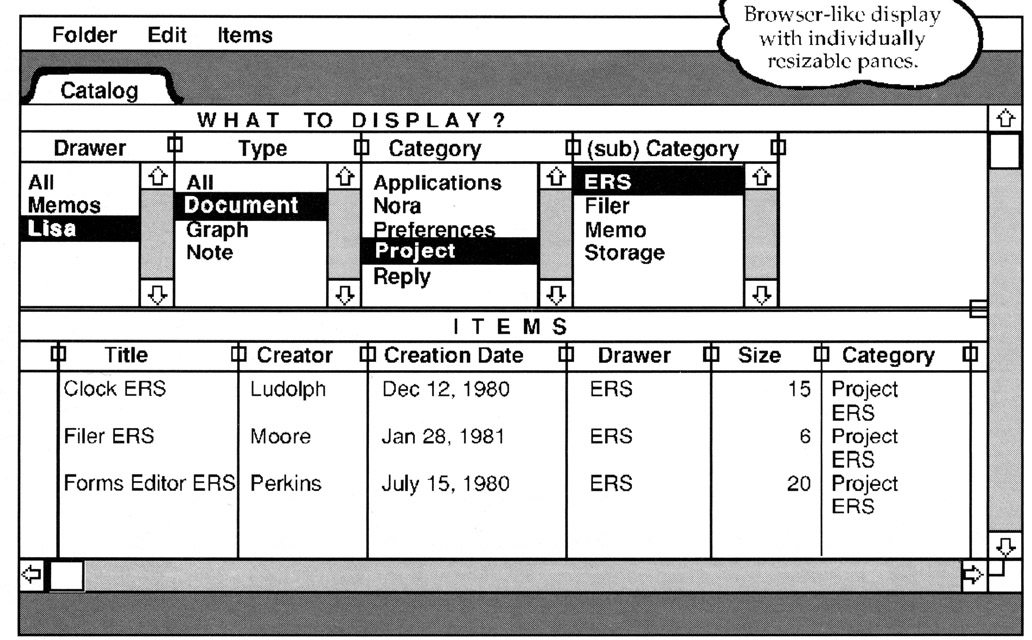 Browser-like display
with individually
resizable panes.
Folder Edit Items
Catalog
WHAT TO DISPLAY?
Drawer Type Category (sub) Category
All All Applications ERS
Memos Document Nora Filer
Lisa Graph Preferences Memo
Note Project Storage
Reply
ITEMS
Title Creator Creation Date Drawer Size Category
Clock ERS Ludolph Dec 12, 1980 ERS 15 Project
ERS
Filer ERS Moore Jan 28, 1981 ERS 6 Project
ERS
Forms Editor ERS Perkins July 15, 1980 ERS 20 Project
ERS